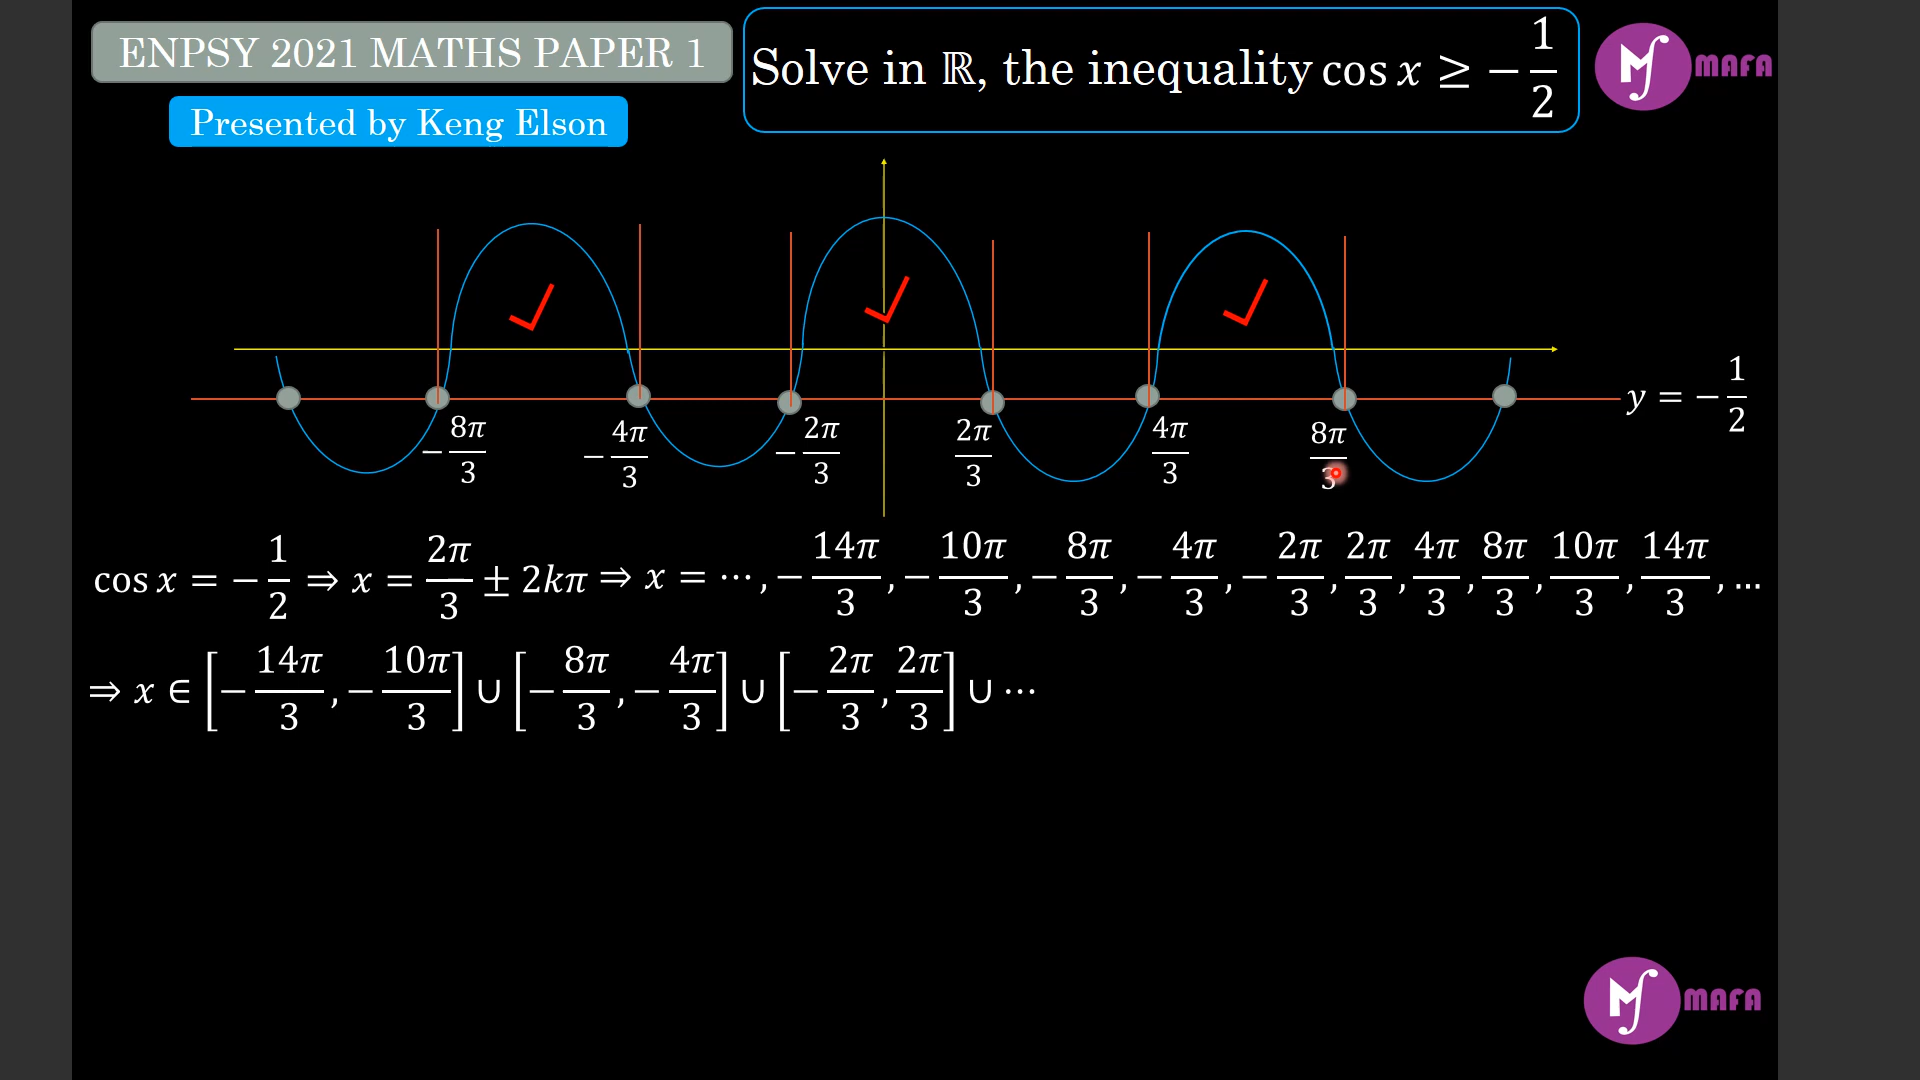 ENPSY 2021 MATHS PAPER 1
Presented by Keng Elson
Solve in ℝ, the inequality cos x ≥ −1/2
MAFA
y = −1/2
−8π/3 −4π/3 −2π/3 2π/3 4π/3 8π/3
cos x = −1/2 ⇒ x = 2π/3 ± 2kπ ⇒ x = ⋯, −14π/3, −10π/3, −8π/3, −4π/3, −2π/3, 2π/3, 4π/3, 8π/3, 10π/3, 14π/3, …
⇒ x ∈ [−14π/3, −10π/3] ∪ [−8π/3, −4π/3] ∪ [−2π/3, 2π/3] ∪ ⋯
MAFA